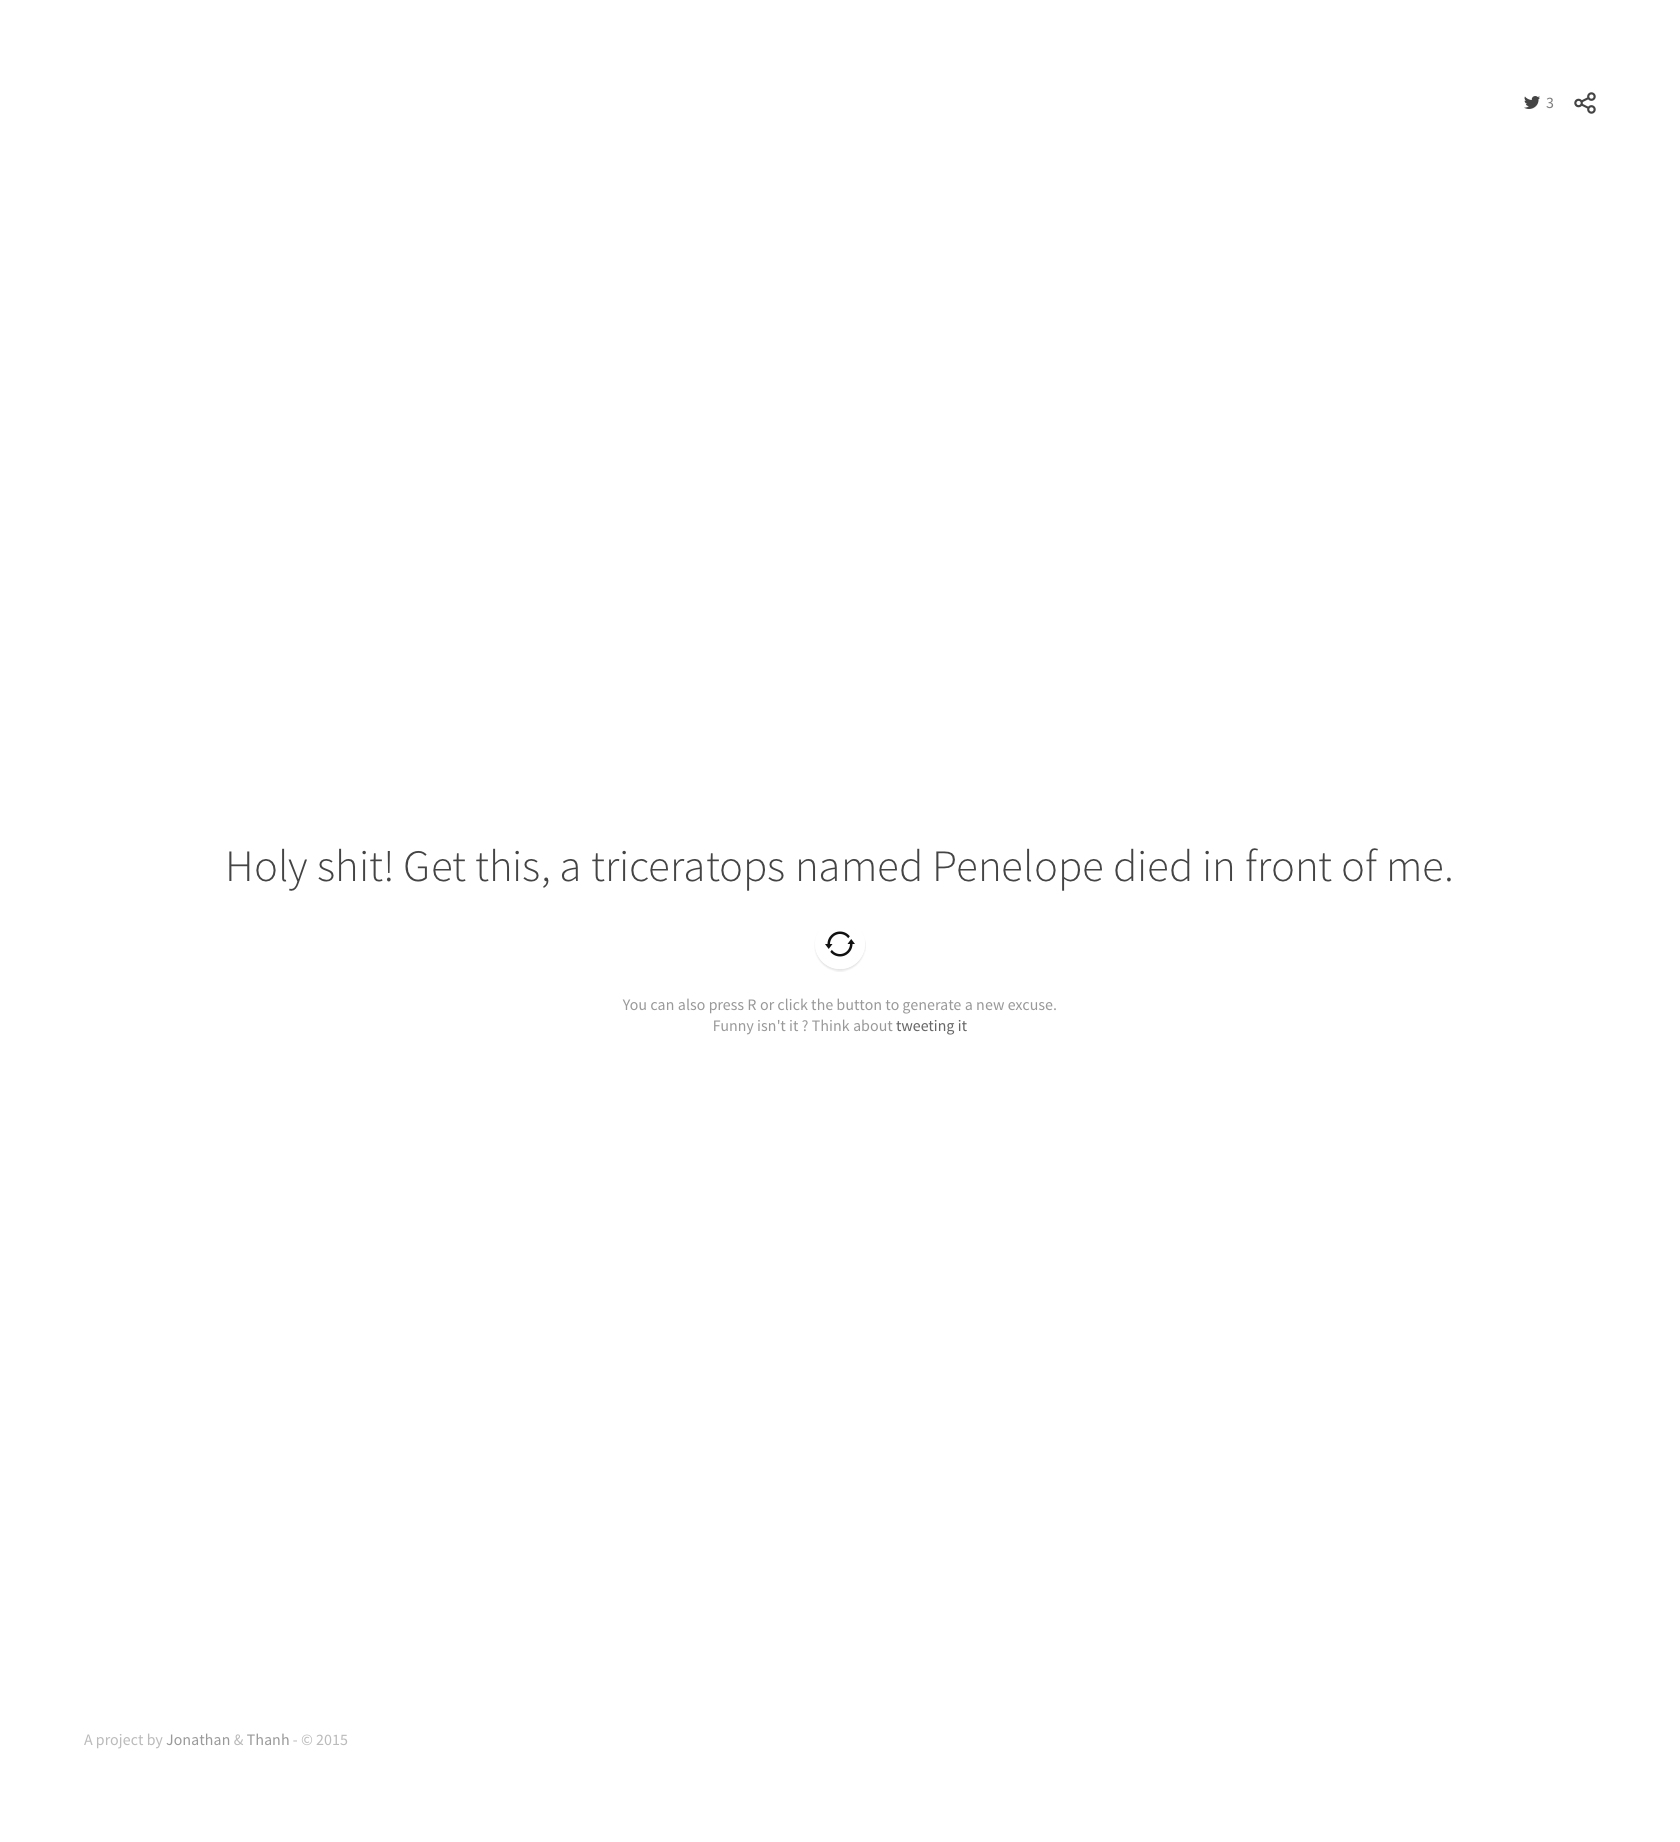 3
Holy shit! Get this, a triceratops named Penelope died in front of me.
You can also press R or click the button to generate a new excuse.
Funny isn't it ? Think about tweeting it
A project by Jonathan & Thanh - © 2015